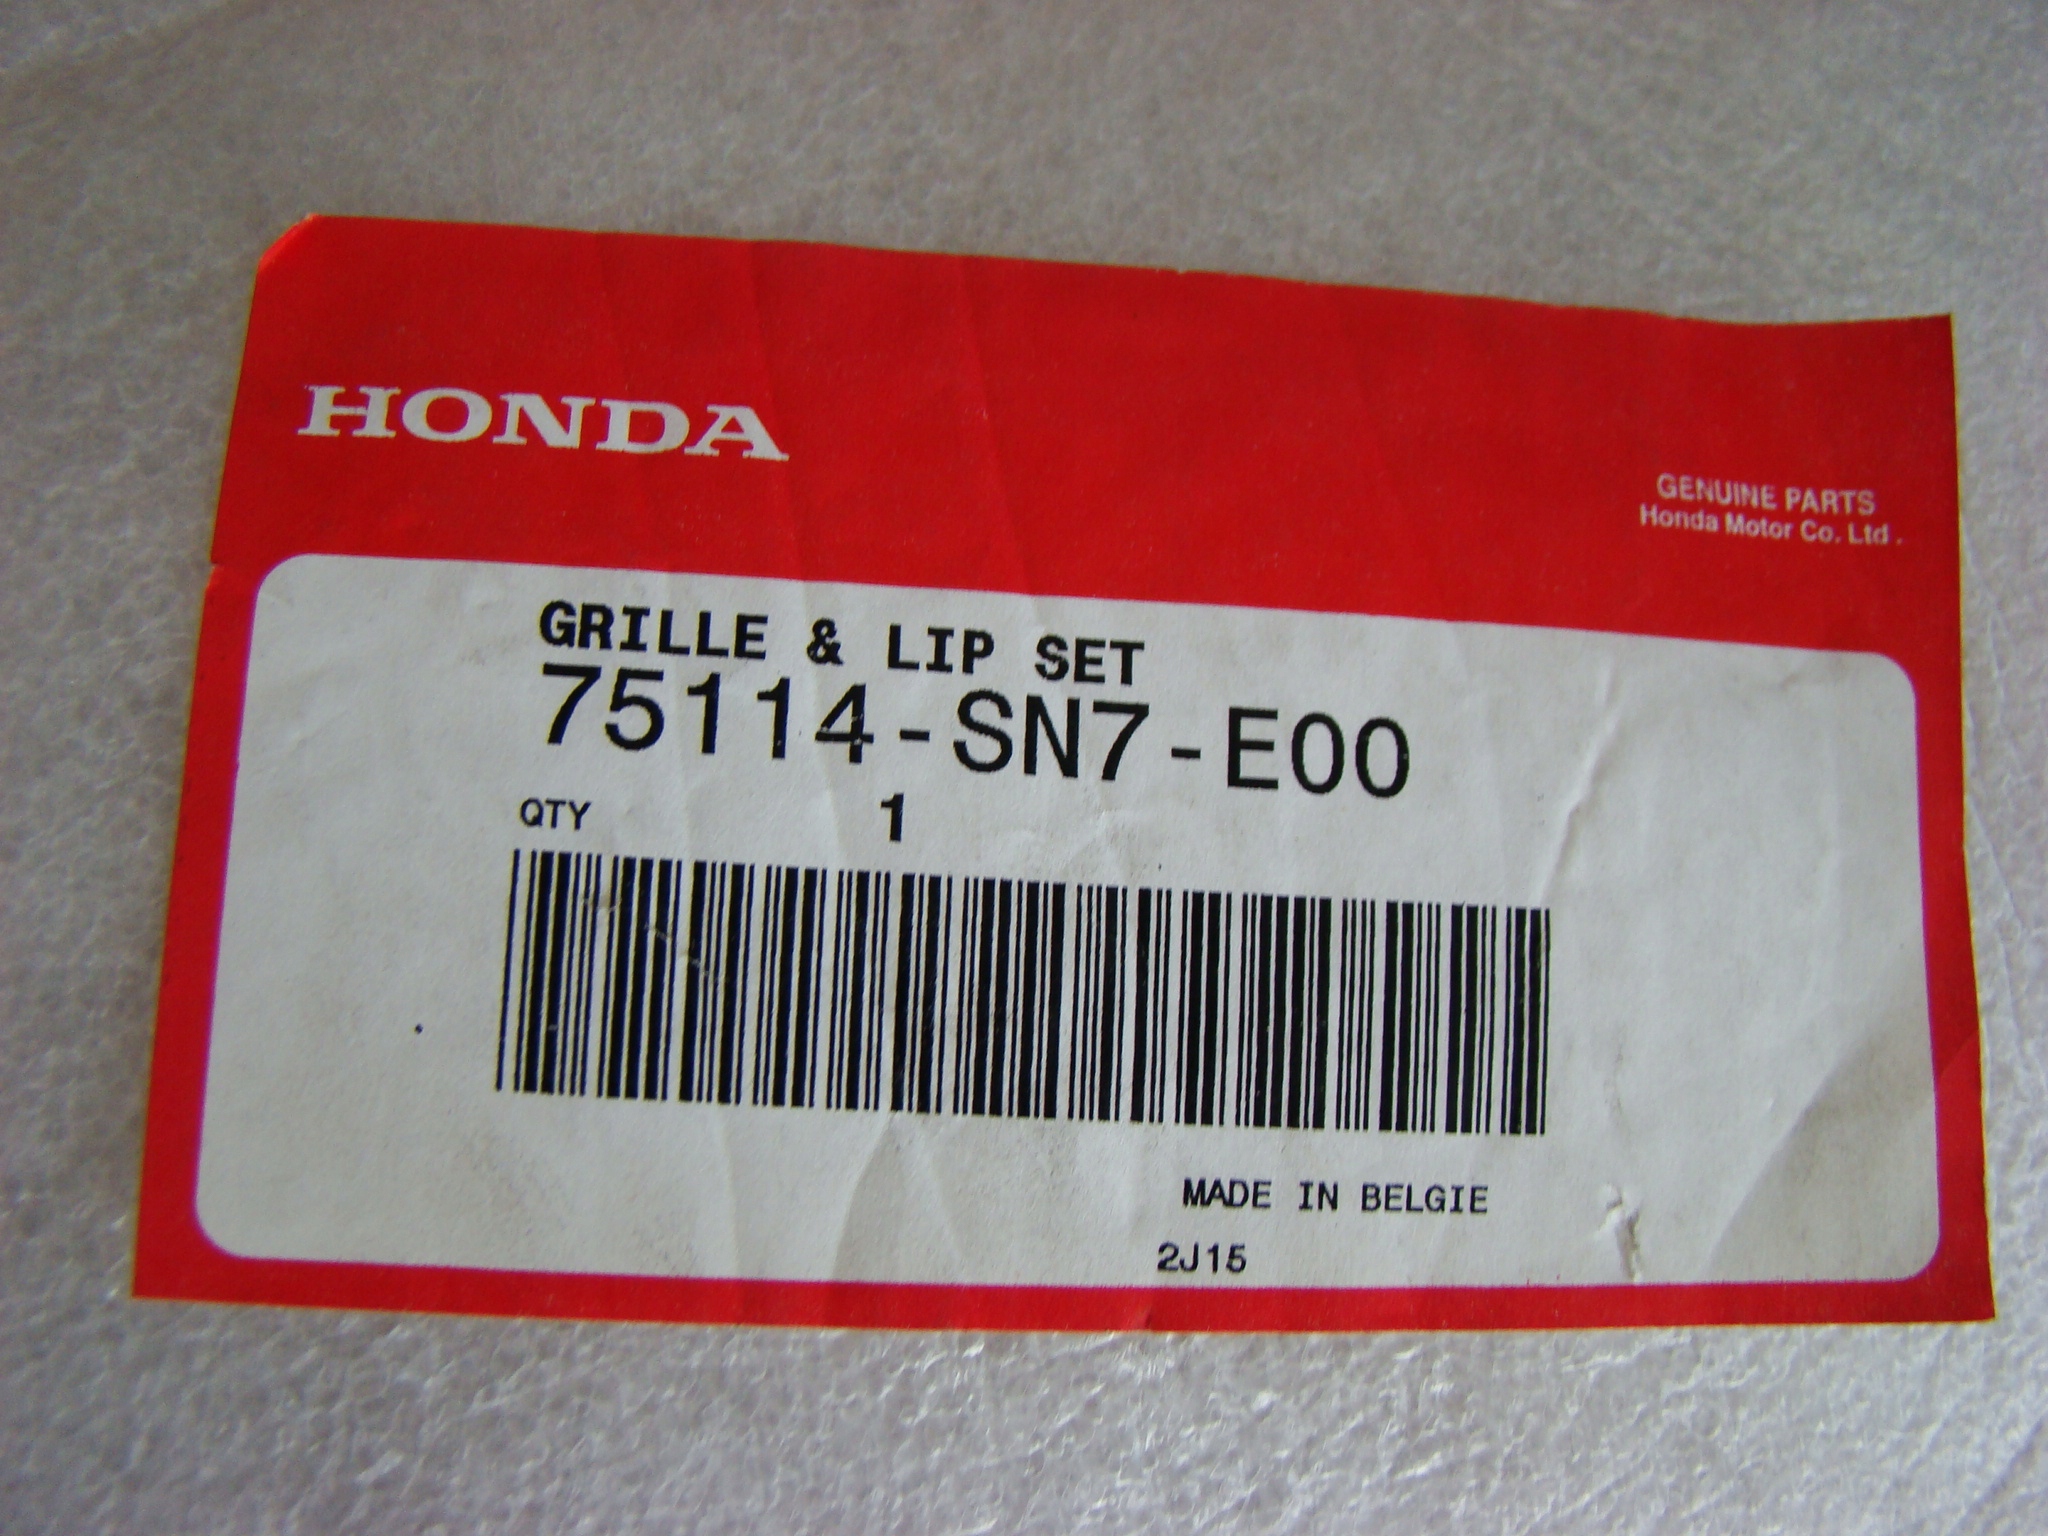 HONDA
GENUINE PARTS
Honda Motor Co. Ltd .
GRILLE & LIP SET
75114-SN7-E00
QTY 1
MADE IN BELGIE
2J15